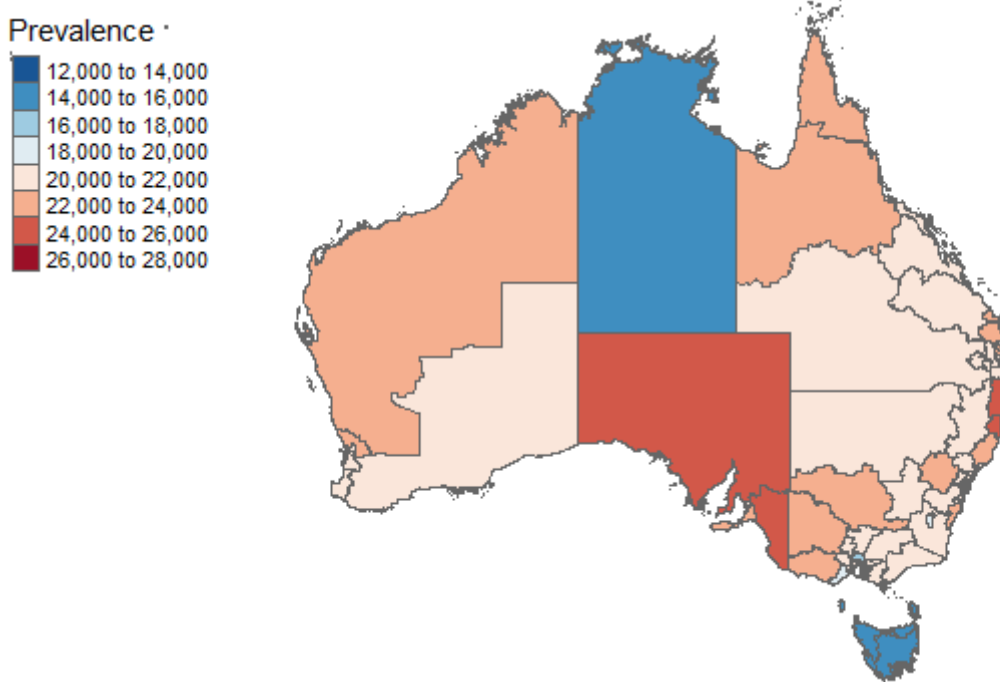 Prevalence
12,000 to 14,000
14,000 to 16,000
16,000 to 18,000
18,000 to 20,000
20,000 to 22,000
22,000 to 24,000
24,000 to 26,000
26,000 to 28,000